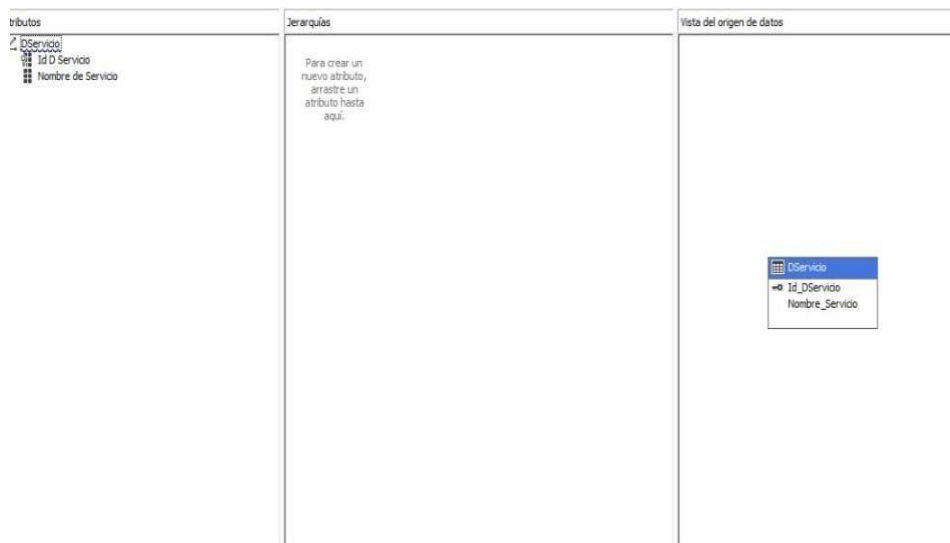 tributos
DServicio
Id D Servicio
Nombre de Servicio
Jerarquías
Para crear un
nuevo atributo,
arrastre un
atributo hasta
aquí.
Vista del origen de datos
DServicio
Id_DServicio
Nombre_Servicio